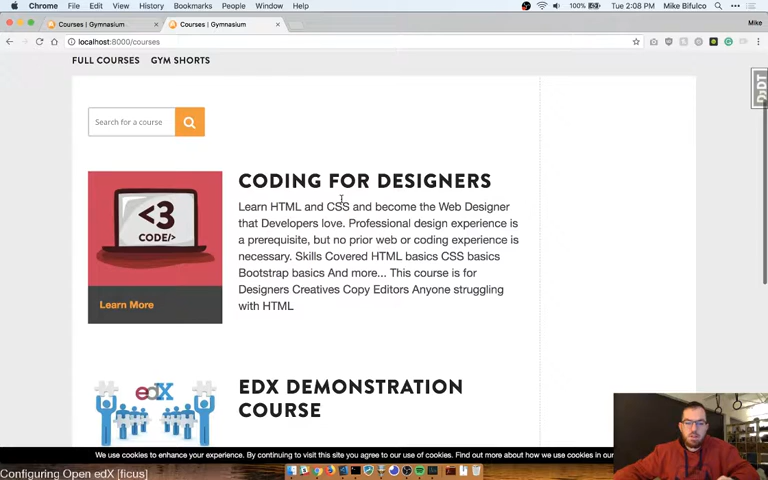 Chrome File Edit View History Bookmarks People Window Help
100% Tue 2:08 PM Mike Bifulco
Courses | Gymnasium
Courses | Gymnasium
Mike
localhost:8000/courses
FULL COURSES GYM SHORTS
DjDT
Search for a course
CODING FOR DESIGNERS
Learn HTML and CSS and become the Web Designer
that Developers love. Professional design experience is
a prerequisite, but no prior web or coding experience is
necessary. Skills Covered HTML basics CSS basics
Bootstrap basics And more... This course is for
Designers Creatives Copy Editors Anyone struggling
with HTML
<3
CODE/>
Learn More
edX
EDX DEMONSTRATION
COURSE
We use cookies to enhance your experience. By continuing to visit this site you agree to our use of cookies. Find out more about how we use cookies in our
Configuring Open edX [ficus]